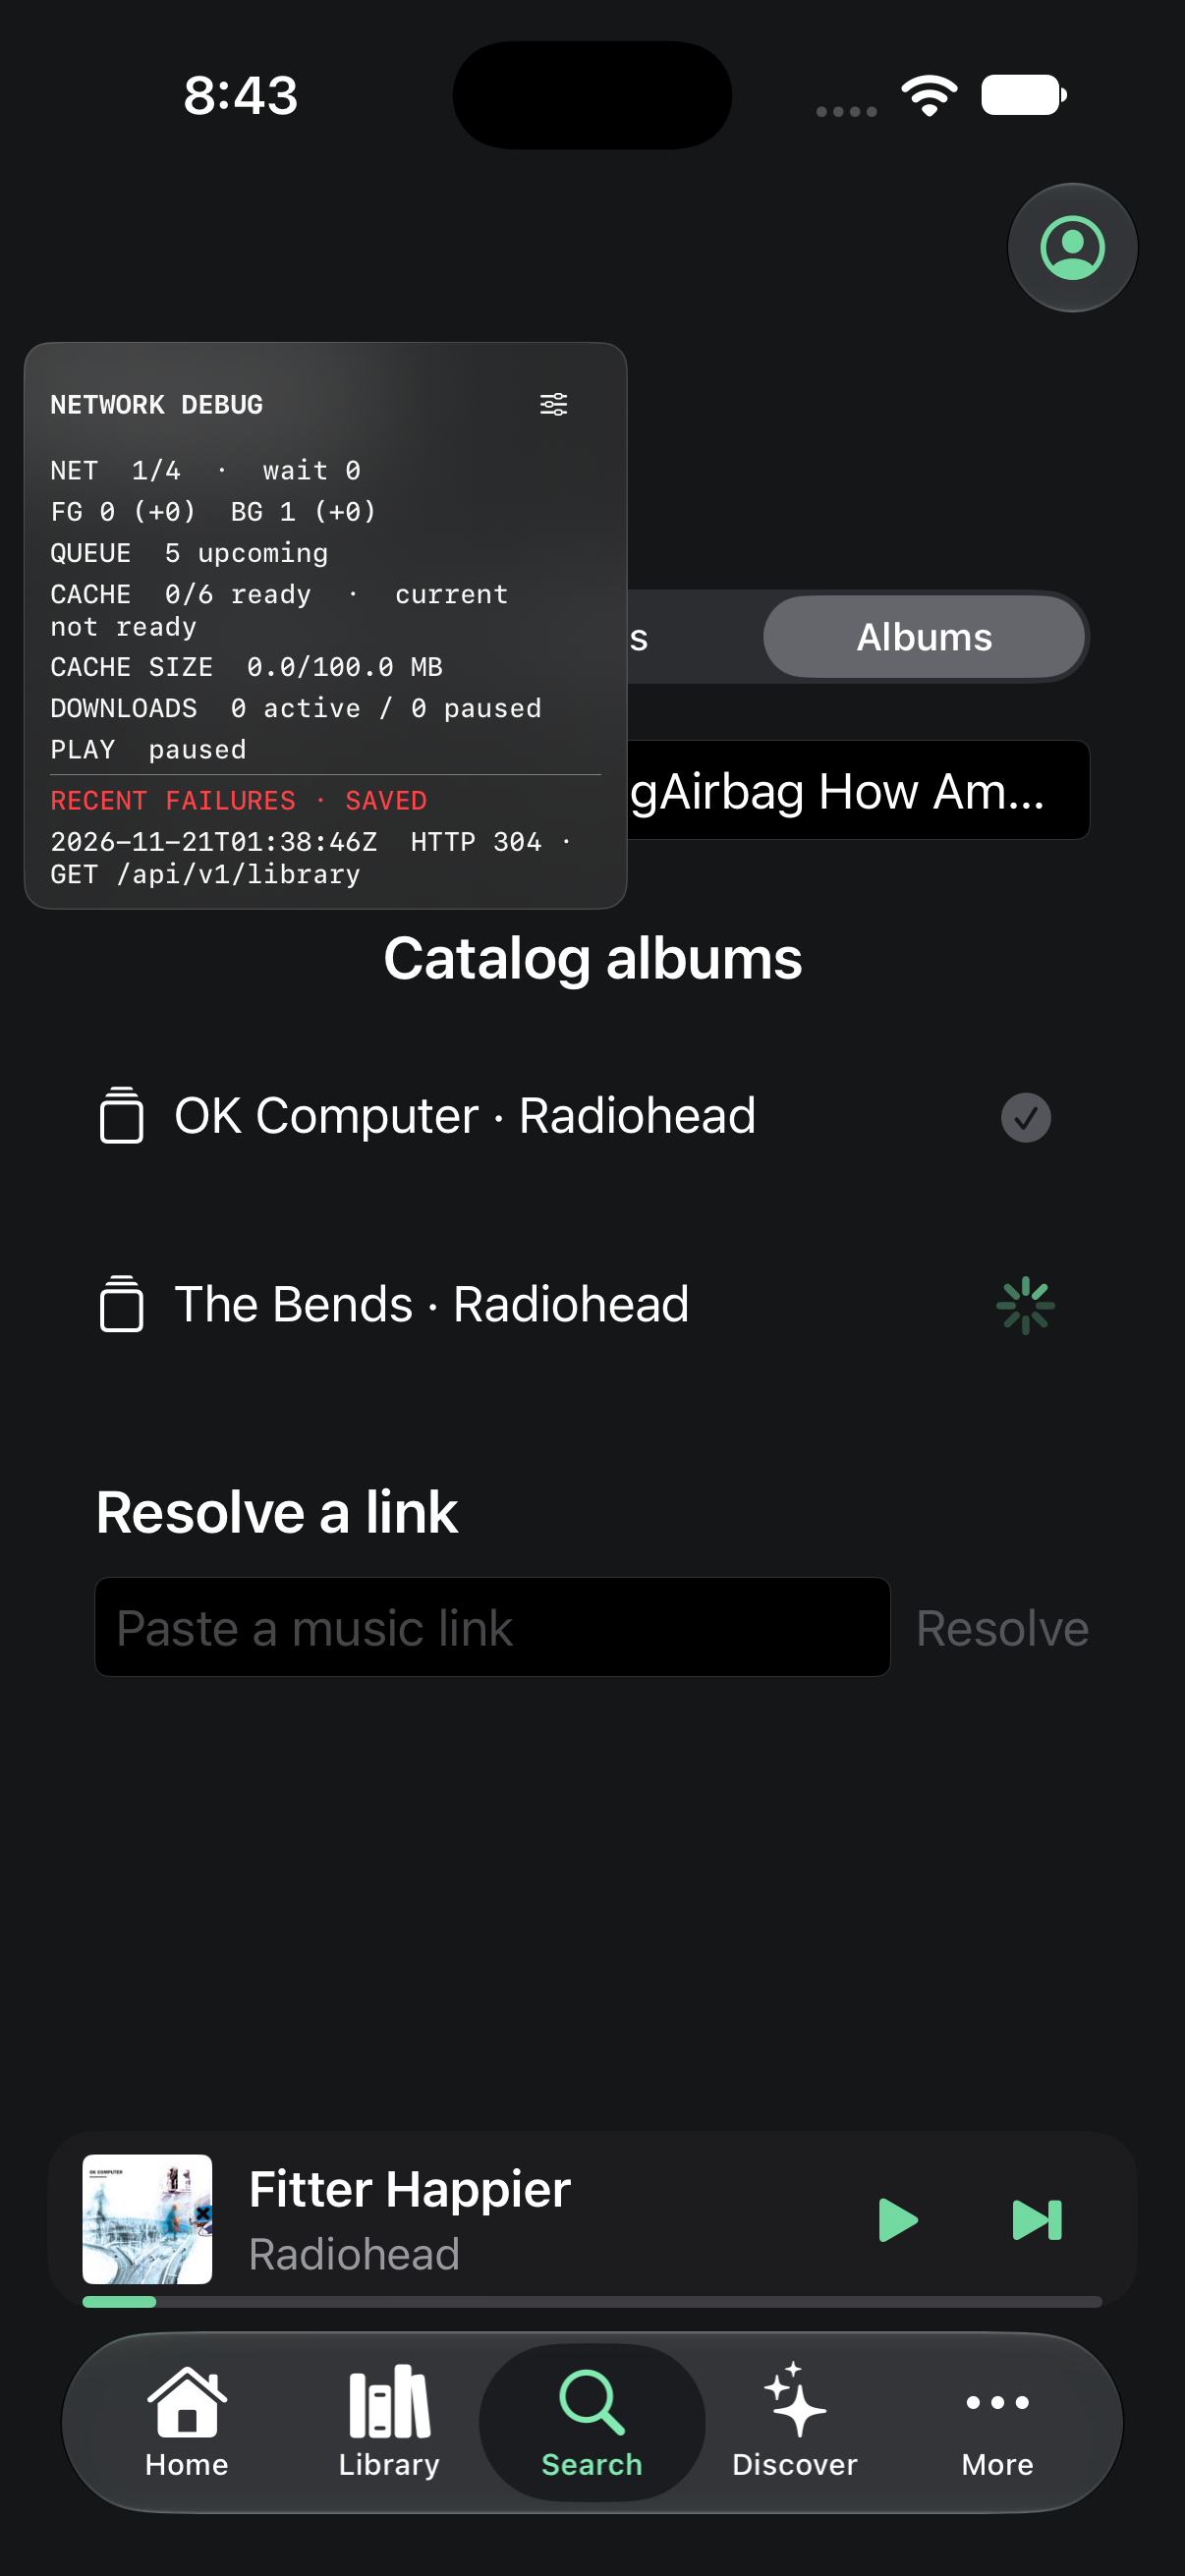 8:43
NETWORK DEBUG
NET 1/4 · wait 0
FG 0 (+0) BG 1 (+0)
QUEUE 5 upcoming
CACHE 0/6 ready · current
not ready
CACHE SIZE 0.0/100.0 MB
DOWNLOADS 0 active / 0 paused
PLAY paused
RECENT FAILURES · SAVED
2026-11-21T01:38:46Z HTTP 304 ·
GET /api/v1/library
s
Albums
gAirbag How Am...
Catalog albums
OK Computer · Radiohead
The Bends · Radiohead
Resolve a link
Paste a music link
Resolve
OK COMPUTER
Fitter Happier
Radiohead
Home
Library
Search
Discover
More